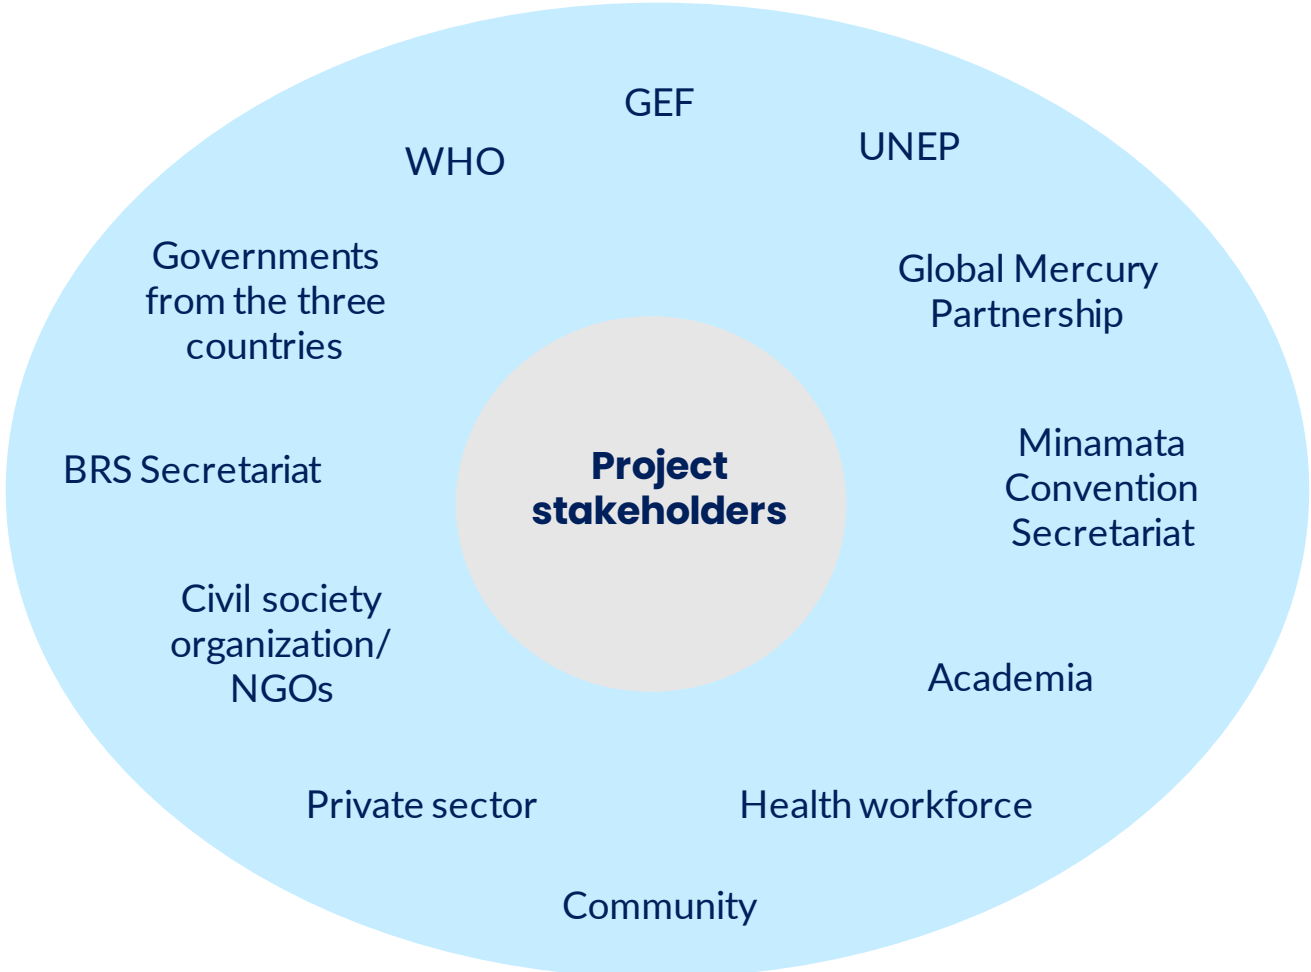 GEF
UNEP
WHO
Governments
from the three
countries
Global Mercury
Partnership
BRS Secretariat
Project
stakeholders
Minamata
Convention
Secretariat
Civil society
organization/
NGOs
Academia
Private sector
Health workforce
Community